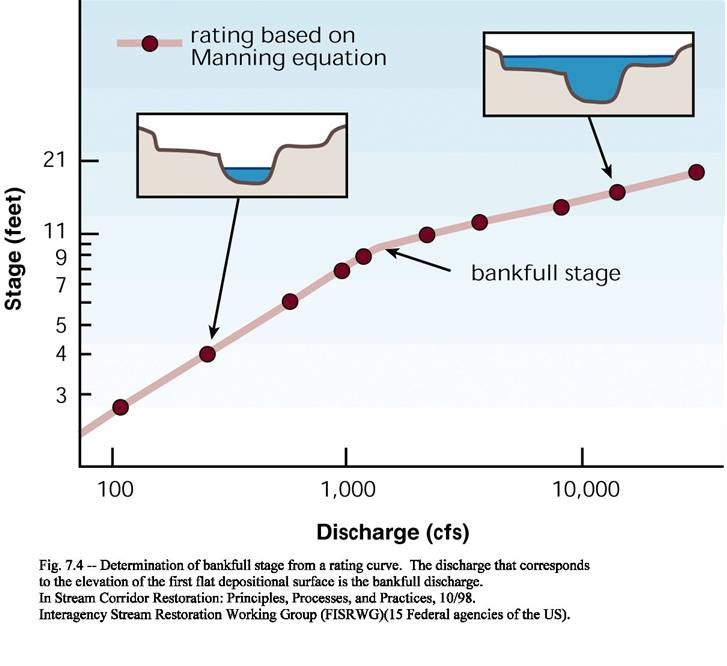 rating based on
Manning equation
Stage (feet)
21
11
9
7
5
4
3
bankfull stage
100
1,000
10,000
Discharge (cfs)
Fig. 7.4 -- Determination of bankfull stage from a rating curve.  The discharge that corresponds
to the elevation of the first flat depositional surface is the bankfull discharge.
In Stream Corridor Restoration: Principles, Processes, and Practices, 10/98.
Interagency Stream Restoration Working Group (FISRWG)(15 Federal agencies of the US).